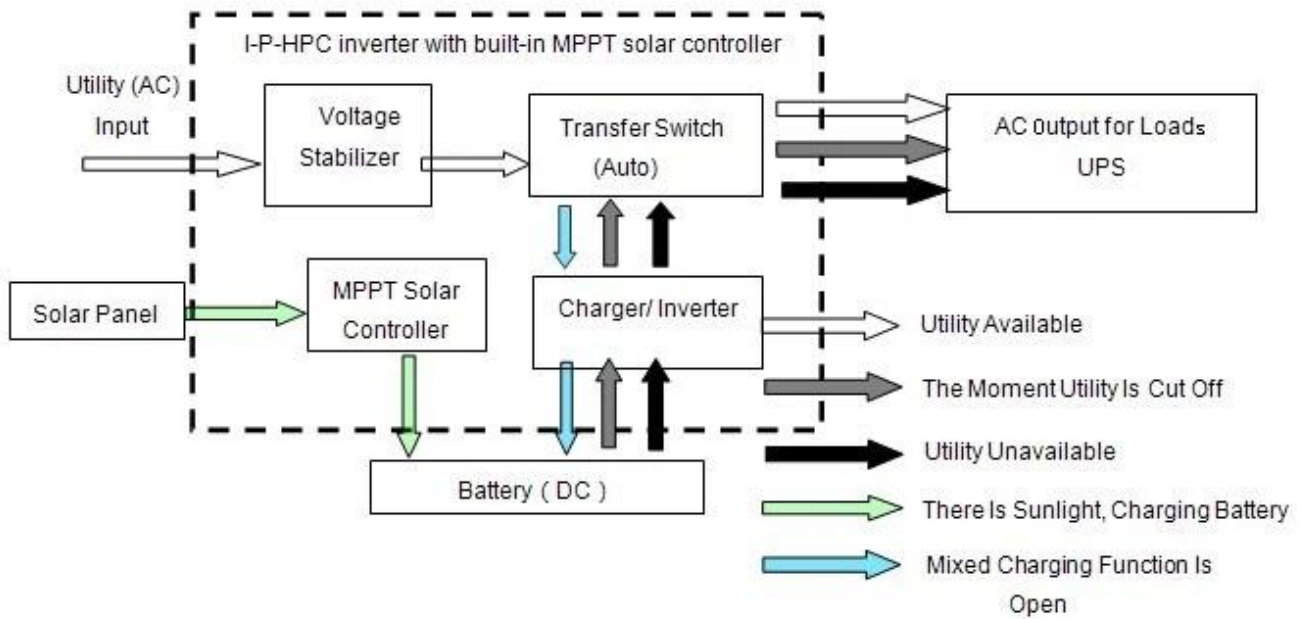 I-P-HPC inverter with built-in MPPT solar controller
Utility (AC)
Input
Voltage
Stabilizer
Transfer Switch
(Auto)
AC Output for Loads
UPS
Solar Panel
MPPT Solar
Controller
Charger/ Inverter
Battery ( DC )
Utility Available
The Moment Utility Is Cut Off
Utility Unavailable
There Is Sunlight, Charging Battery
Mixed Charging Function Is
Open